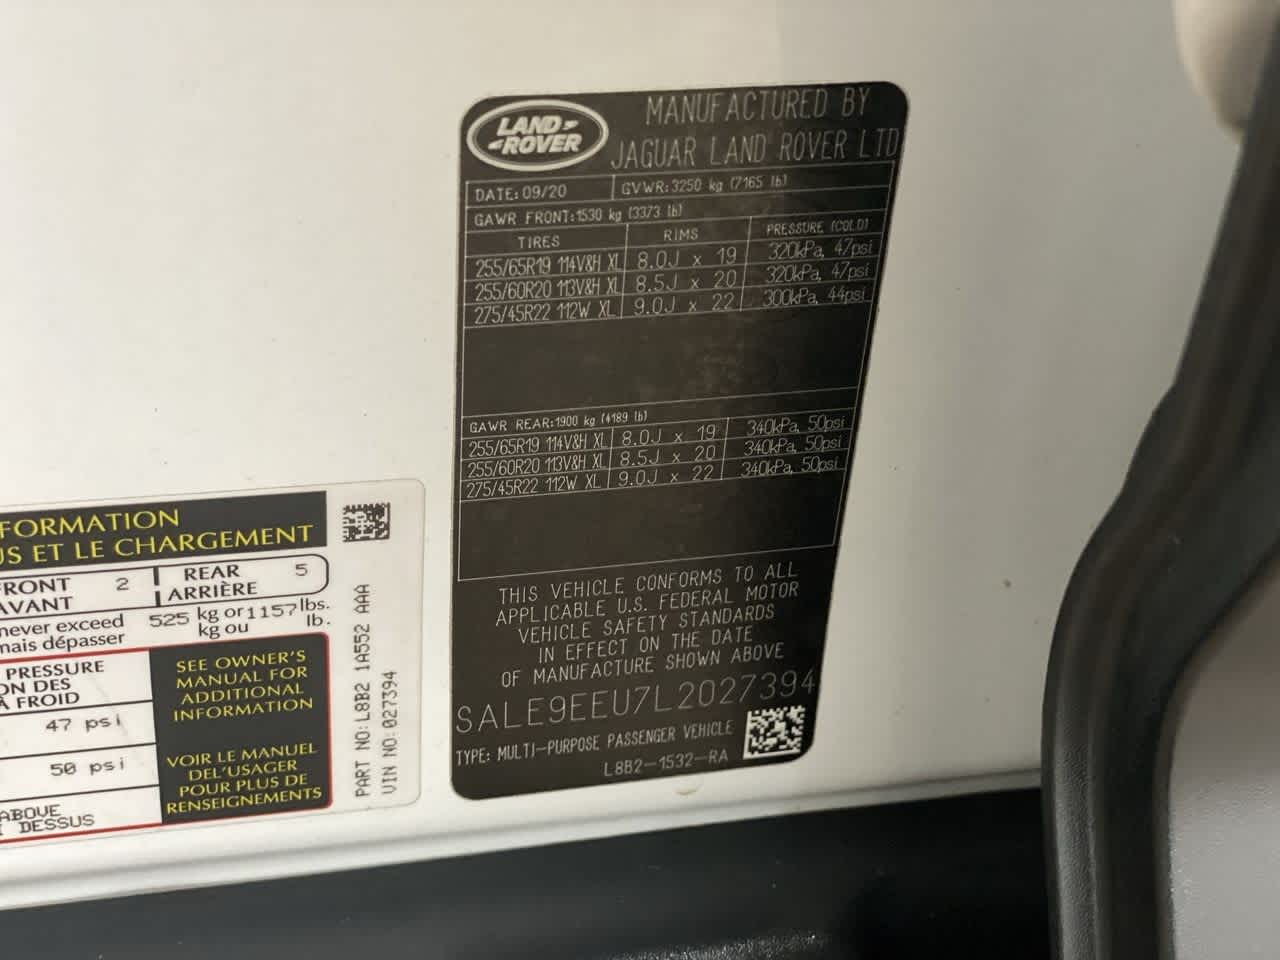 LAND
ROVER
MANUFACTURED BY
JAGUAR LAND ROVER LTD
DATE: 09/20 GVWR: 3250 kg (7165 lb)
GAWR FRONT: 1530 kg (3373 lb)
TIRES RIMS PRESSURE (COLD)
255/65R19 114V&H XL 8.0J x 19 320kPa, 47psi
255/60R20 113V&H XL 8.5J x 20 320kPa, 47psi
275/45R22 112W XL 9.0J x 22 300kPa, 44psi
GAWR REAR: 1900 kg (4189 lb)
255/65R19 114V&H XL 8.0J x 19 340kPa, 50psi
255/60R20 113V&H XL 8.5J x 20 340kPa, 50psi
275/45R22 112W XL 9.0J x 22 340kPa, 50psi
THIS VEHICLE CONFORMS TO ALL
APPLICABLE U.S. FEDERAL MOTOR
VEHICLE SAFETY STANDARDS
IN EFFECT ON THE DATE
OF MANUFACTURE SHOWN ABOVE
SALE9EEU7L2027394
TYPE: MULTI-PURPOSE PASSENGER VEHICLE
L8B2-1532-RA
FORMATION
US ET LE CHARGEMENT
FRONT 2 REAR 5
AVANT ARRIÈRE
never exceed 525 kg or 1157 lbs.
mais dépasser kg ou lb.
PRESSURE
ON DES
À FROID
47 psi
50 psi
ABOVE
DESSUS
SEE OWNER'S
MANUAL FOR
ADDITIONAL
INFORMATION
VOIR LE MANUEL
DEL'USAGER
POUR PLUS DE
RENSEIGNEMENTS
PART NO: L8B2 1A552 AAA
VIN NO: 027394